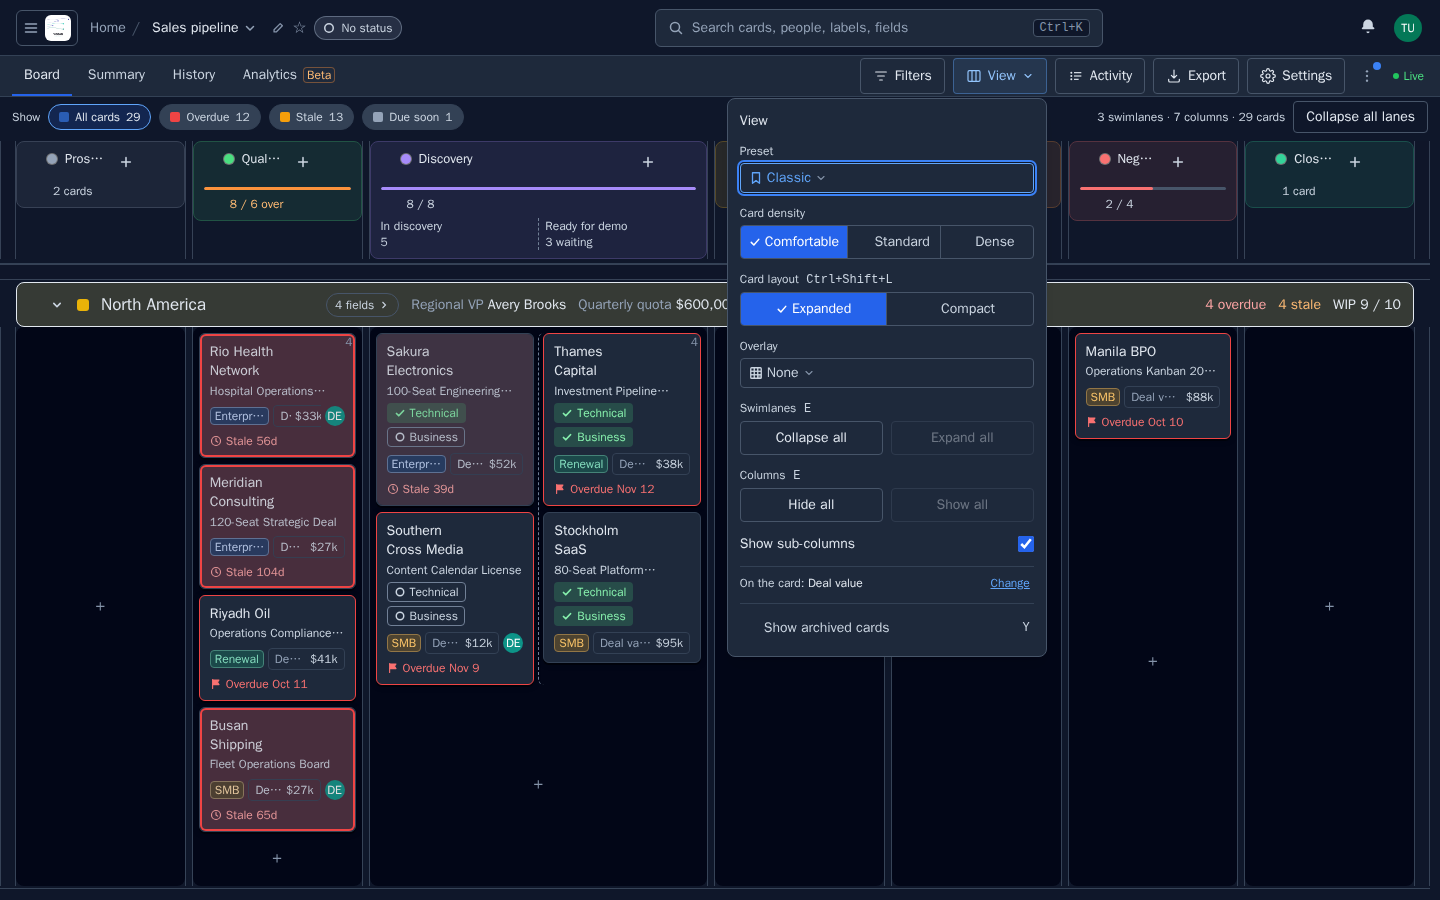 Home / Sales pipeline No status Search cards, people, labels, fields Ctrl+K TU
Board Summary History Analytics Beta Filters View Activity Export Settings Live
Show All cards 29 Overdue 12 Stale 13 Due soon 1 3 swimlanes · 7 columns · 29 cards Collapse all lanes
Pros···
2 cards
Qual···
8 / 6 over
Discovery
8 / 8
In discovery
5
Ready for demo
3 waiting
Neg···
2 / 4
Clos···
1 card
View
Preset
Classic
Card density
Comfortable Standard Dense
Card layout Ctrl+Shift+L
Expanded Compact
Overlay
None
Swimlanes E
Collapse all Expand all
Columns E
Hide all Show all
Show sub-columns
On the card: Deal value Change
Show archived cards Y
North America 4 fields Regional VP Avery Brooks Quarterly quota $600,00 4 overdue 4 stale WIP 9 / 10
4
Rio Health
Network
Hospital Operations···
Enterpr··· D· $33k DE
Stale 56d
Meridian
Consulting
120-Seat Strategic Deal
Enterpr··· D··· $27k
Stale 104d
Riyadh Oil
Operations Compliance···
Renewal De··· $41k
Overdue Oct 11
Busan
Shipping
Fleet Operations Board
SMB De··· $27k DE
Stale 65d
Sakura
Electronics
100-Seat Engineering···
Technical
Business
Enterpr··· De··· $52k
Stale 39d
Southern
Cross Media
Content Calendar License
Technical
Business
SMB De··· $12k DE
Overdue Nov 9
4
Thames
Capital
Investment Pipeline···
Technical
Business
Renewal De··· $38k
Overdue Nov 12
Stockholm
SaaS
80-Seat Platform···
Technical
Business
SMB Deal va··· $95k
Manila BPO
Operations Kanban 20···
SMB Deal v··· $88k
Overdue Oct 10